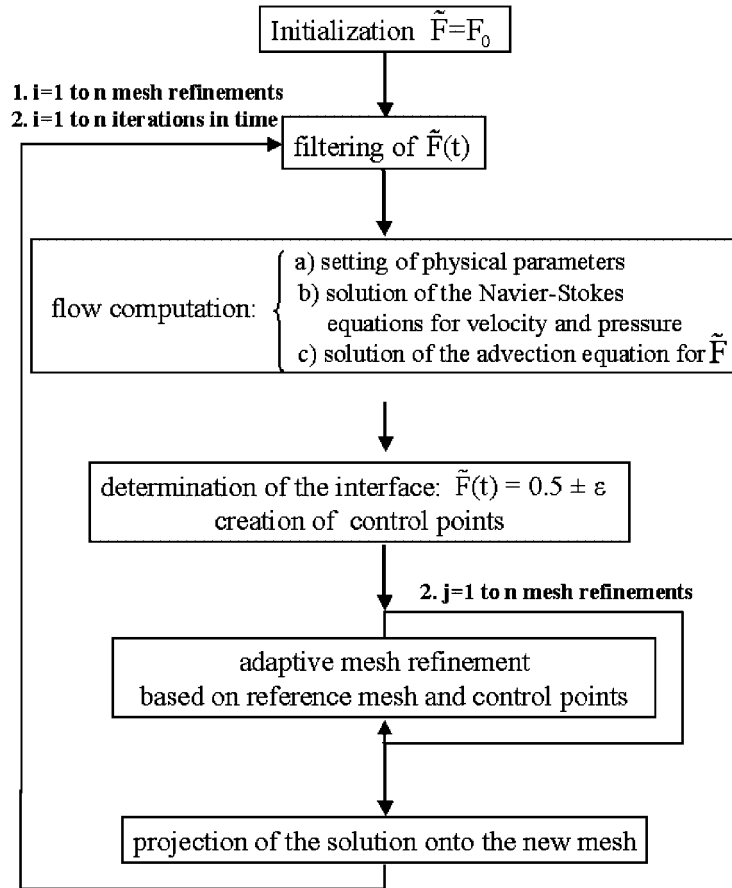 Initialization F̃=F₀
1. i=1 to n mesh refinements
2. i=1 to n iterations in time
filtering of F̃(t)
flow computation:
a) setting of physical parameters
b) solution of the Navier-Stokes
equations for velocity and pressure
c) solution of the advection equation for F̃
determination of the interface: F̃(t) = 0.5 ± ε
creation of control points
2. j=1 to n mesh refinements
adaptive mesh refinement
based on reference mesh and control points
projection of the solution onto the new mesh